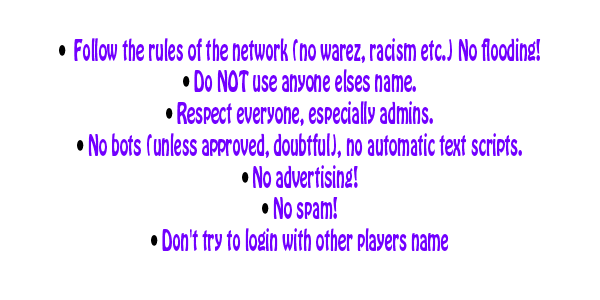 • Follow the rules of the network (no warez, racism etc.) No flooding!
• Do NOT use anyone elses name.
• Respect everyone, especially admins.
• No bots (unless approved, doubtful), no automatic text scripts.
• No advertising!
• No spam!
• Don't try to login with other players name